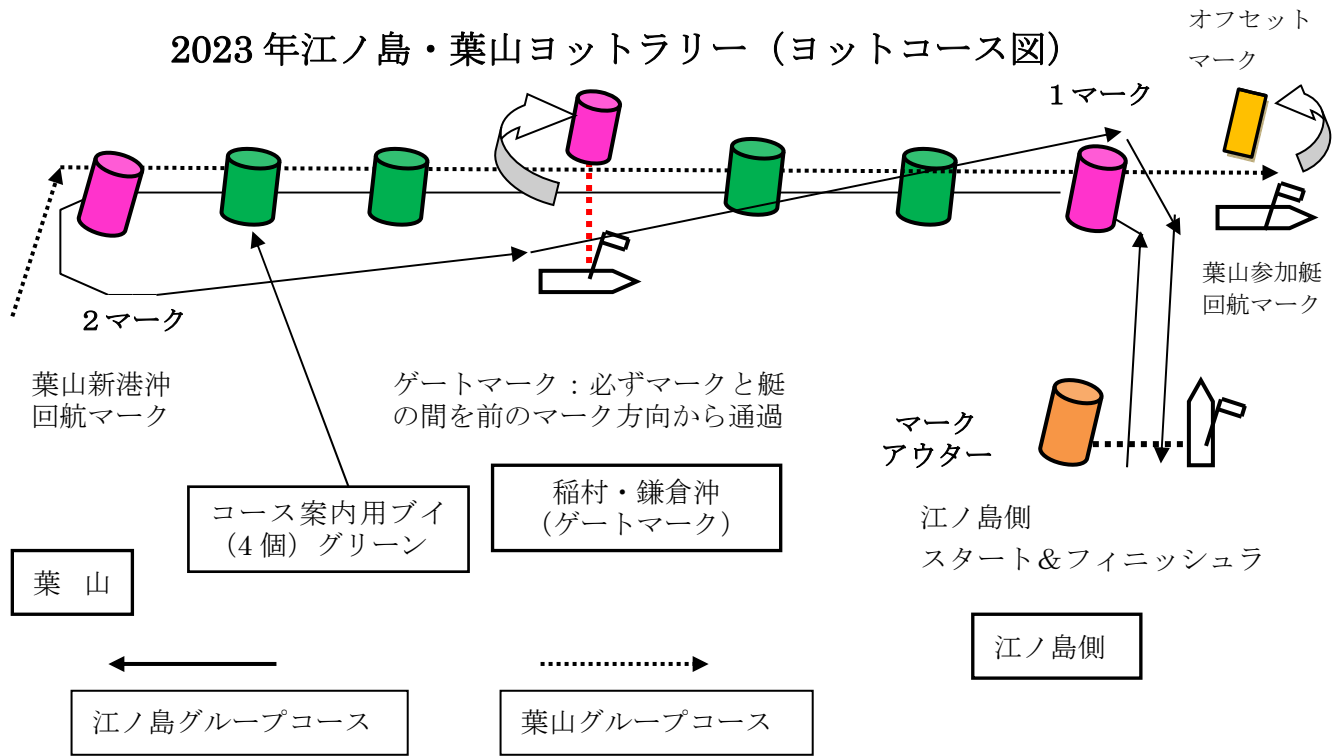 オフセット
マーク
2023年江ノ島・葉山ヨットラリー（ヨットコース図）
1マーク
2マーク
葉山参加艇
回航マーク
葉山新港沖
回航マーク
ゲートマーク：必ずマークと艇
の間を前のマーク方向から通過
マーク
アウター
コース案内用ブイ
（4個）グリーン
稲村・鎌倉沖
（ゲートマーク）
江ノ島側
スタート＆フィニッシュラ
葉　山
江ノ島側
江ノ島グループコース
葉山グループコース